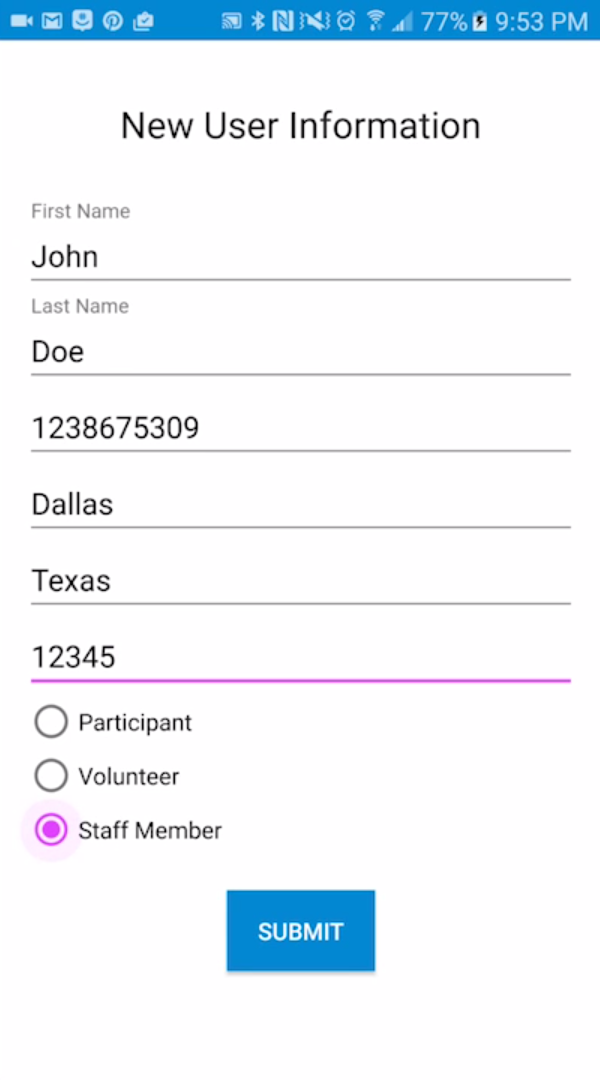 77% 9:53 PM
New User Information
First Name
John
Last Name
Doe
1238675309
Dallas
Texas
12345
Participant
Volunteer
Staff Member
SUBMIT